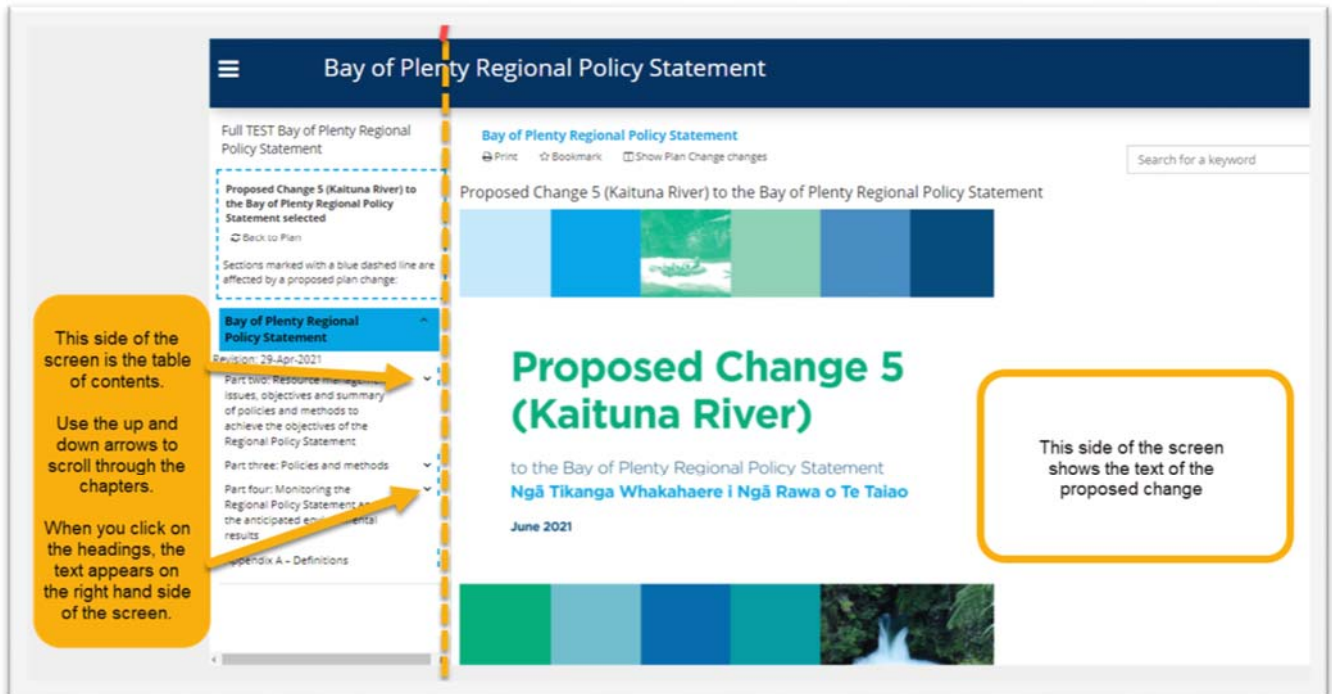 Bay of Plenty Regional Policy Statement
Full TEST Bay of Plenty Regional
Policy Statement
Proposed Change 5 (Kaituna River) to
the Bay of Plenty Regional Policy
Statement selected
Back to Plan
Sections marked with a blue dashed line are
affected by a proposed plan change:
Bay of Plenty Regional
Policy Statement
Revision: 29-Apr-2021
Part two: Resource management
issues, objectives and summary
of policies and methods to
achieve the objectives of the
Regional Policy Statement
Part three: Policies and methods
Part four: Monitoring the
Regional Policy Statement and
the anticipated environmental
results
Appendix A – Definitions
This side of the
screen is the table
of contents.
Use the up and
down arrows to
scroll through the
chapters.
When you click on
the headings, the
text appears on
the right hand side
of the screen.
Bay of Plenty Regional Policy Statement
Print Bookmark Show Plan Change changes
Search for a keyword
Proposed Change 5 (Kaituna River) to the Bay of Plenty Regional Policy Statement
Proposed Change 5
(Kaituna River)
to the Bay of Plenty Regional Policy Statement
Ngā Tikanga Whakahaere i Ngā Rawa o Te Taiao
June 2021
This side of the screen
shows the text of the
proposed change